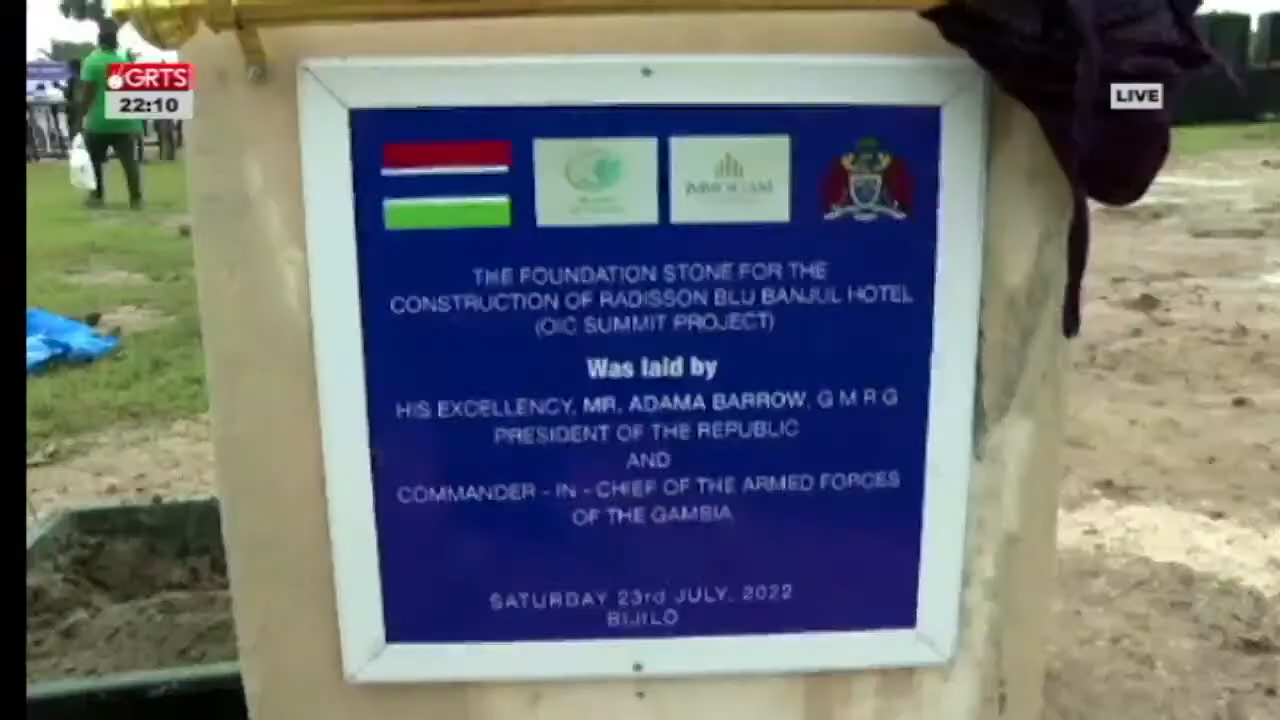 GRTS
22:10
LIVE
THE FOUNDATION STONE FOR THE
CONSTRUCTION OF RADISSON BLU BANJUL HOTEL
(OIC SUMMIT PROJECT)
Was laid by
HIS EXCELLENCY, MR. ADAMA BARROW, G M R G
PRESIDENT OF THE REPUBLIC
AND
COMMANDER - IN - CHIEF OF THE ARMED FORCES
OF THE GAMBIA
SATURDAY 23rd JULY, 2022
BIJILO